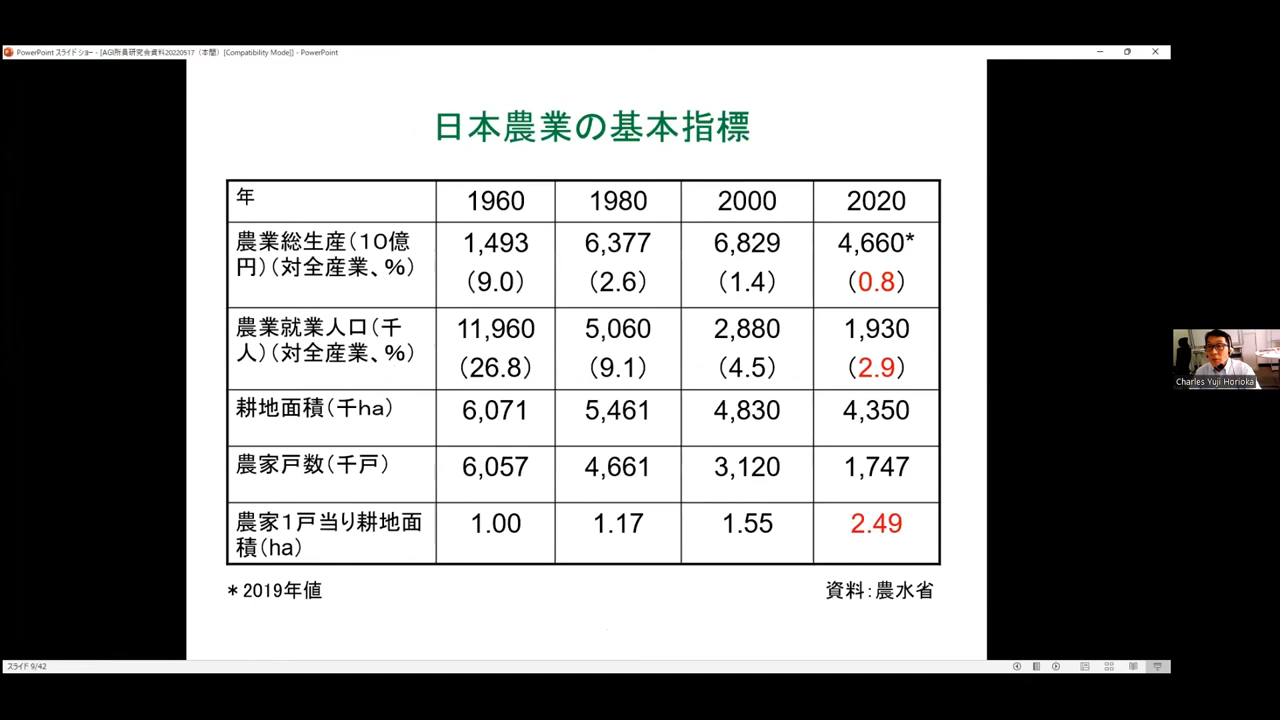 PowerPoint スライド ショー - [AGI所員研究会資料20220517（本間）[Compatibility Mode]] - PowerPoint
日本農業の基本指標
年 1960 1980 2000 2020
農業総生産（１０億円）（対全産業、％） 1,493 6,377 6,829 4,660*
（9.0） （2.6） （1.4） （0.8）
農業就業人口（千人）（対全産業、％） 11,960 5,060 2,880 1,930
（26.8） （9.1） （4.5） （2.9）
耕地面積（千ha） 6,071 5,461 4,830 4,350
農家戸数（千戸） 6,057 4,661 3,120 1,747
農家１戸当り耕地面積（ha） 1.00 1.17 1.55 2.49
＊2019年値 資料：農水省
Charles Yuji Horioka
スライド 9/42